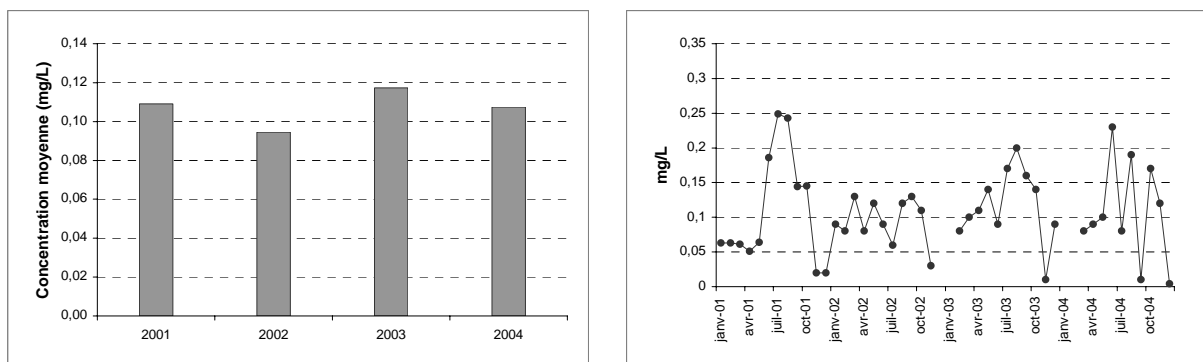 Concentration moyenne (mg/L)
0,14
0,12
0,10
0,08
0,06
0,04
0,02
0,00
2001
2002
2003
2004
mg/L
0,35
0,3
0,25
0,2
0,15
0,1
0,05
0
janv-01
avr-01
juil-01
oct-01
janv-02
avr-02
juil-02
oct-02
janv-03
avr-03
juil-03
oct-03
janv-04
avr-04
juil-04
oct-04